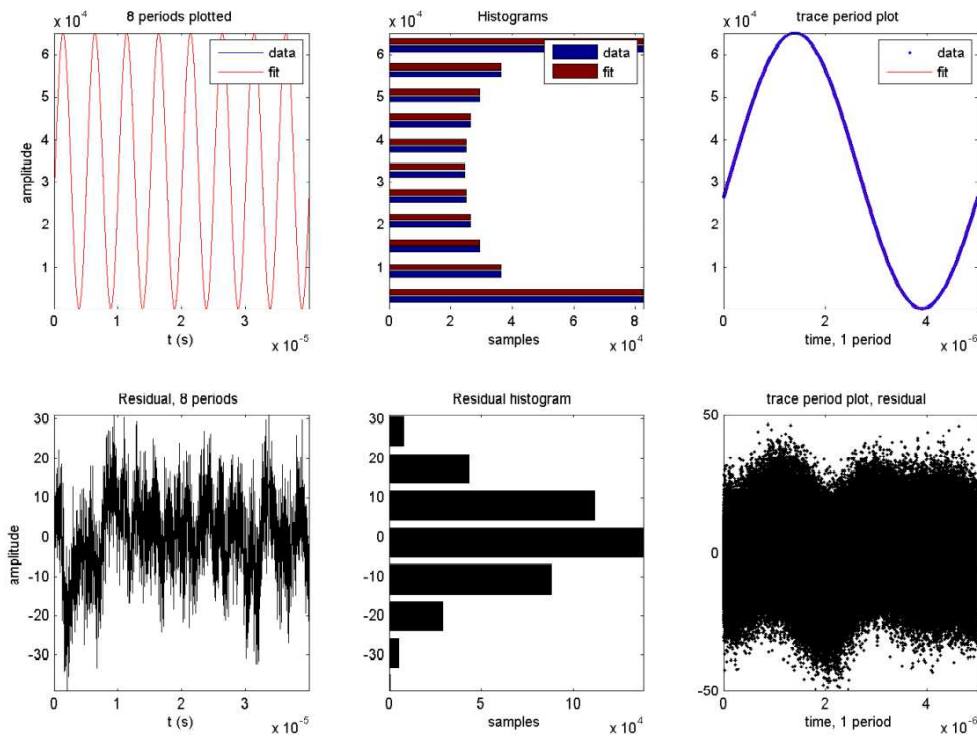 8 periods plotted
x 10^4
amplitude
6
5
4
3
2
1
data
fit
0 1 2 3
t (s)
x 10^-5
Histograms
x 10^4
6
5
4
3
2
1
data
fit
0 2 4 6 8
samples
x 10^4
trace period plot
x 10^4
6
5
4
3
2
1
data
fit
0 2 4
time, 1 period
x 10^-6
Residual, 8 periods
amplitude
30
20
10
0
-10
-20
-30
0 1 2 3
t (s)
x 10^-5
Residual histogram
30
20
10
0
-10
-20
-30
0 5 10
samples
x 10^4
trace period plot, residual
50
0
-50
0 2 4
time, 1 period
x 10^-6